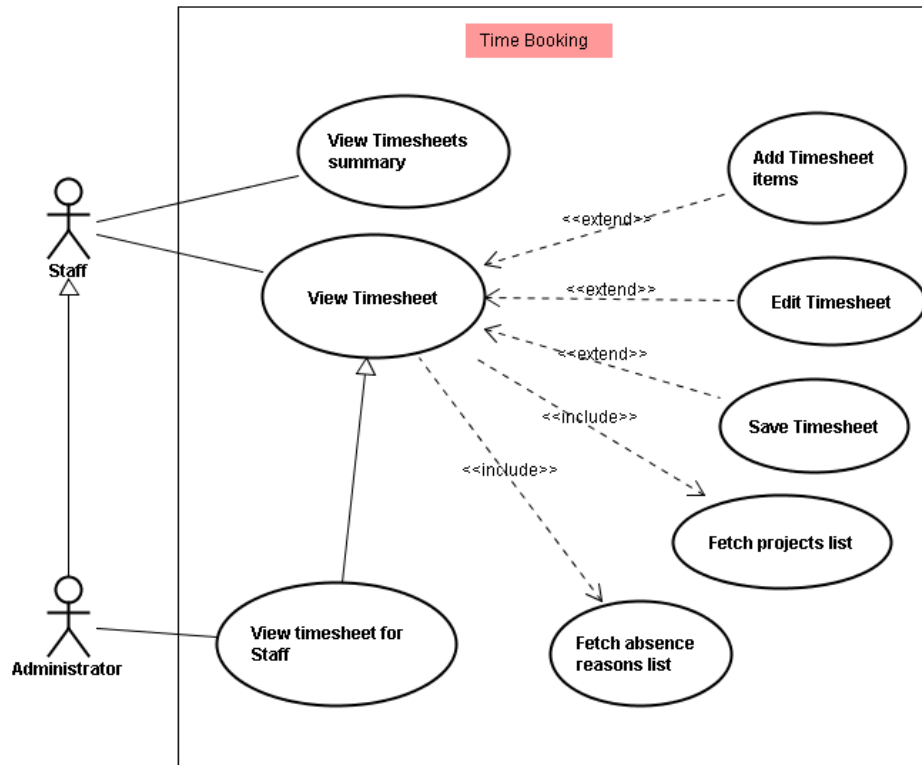 Time Booking
View Timesheets
summary
Add Timesheet
items
<<extend>>
Staff
View Timesheet
<<extend>>
Edit Timesheet
<<extend>>
<<include>>
Save Timesheet
<<include>>
Fetch projects list
View timesheet for
Staff
Fetch absence
reasons list
Administrator